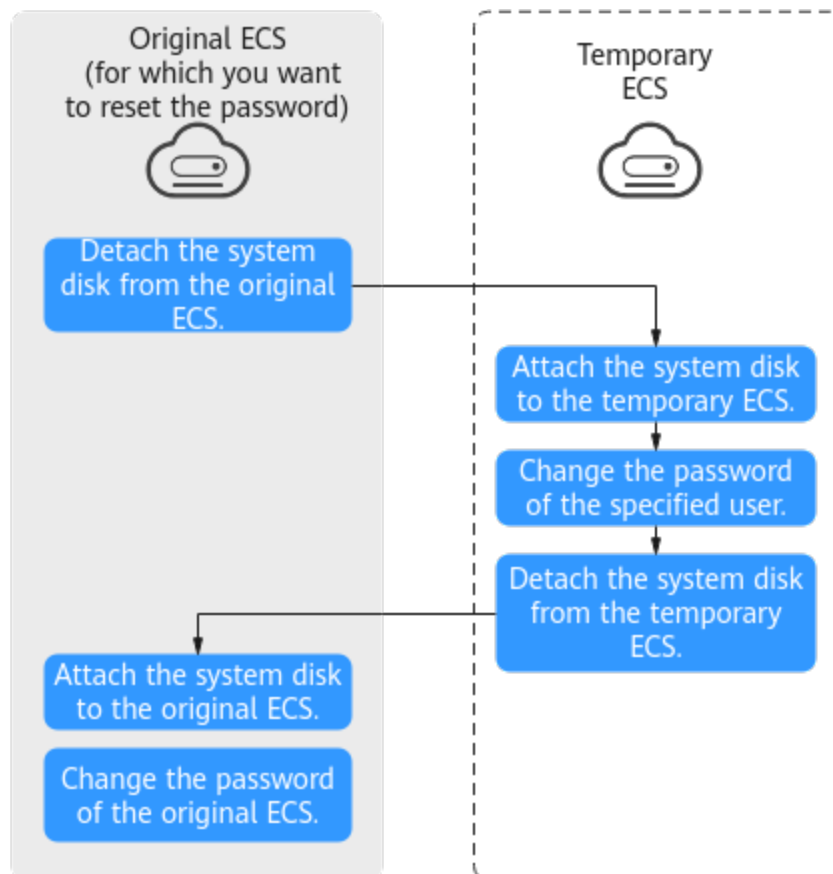 Original ECS
(for which you want
to reset the password)
Temporary
ECS
Detach the system
disk from the original
ECS.
Attach the system disk
to the temporary ECS.
Change the password
of the specified user.
Detach the system disk
from the temporary
ECS.
Attach the system disk
to the original ECS.
Change the password
of the original ECS.